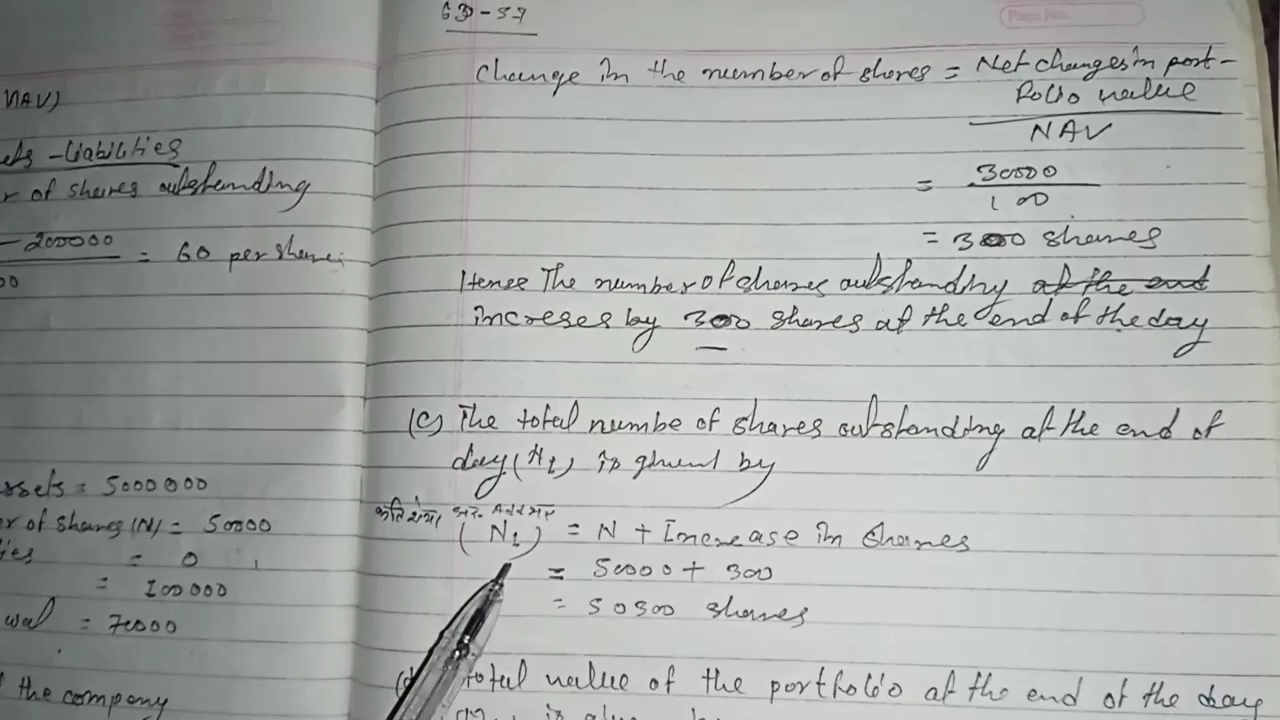 NAV)
ets - Liabilities
r of shares outstanding
- 200000 = 60 per share
00
ssets = 5000000
er of shares (N) = 50000
ies = 0
= 100000
wal = 70000
the company
63-57
Change in the number of shares = Net changes in port-
folio value
NAV
= 30000
100
= 300 shares
Hence The number of shares outstanding at the end
increses by 300 shares at the end of the day
(c) The total numbe of shares outstanding at the end of
day (N1) is given by
(N1) = N + Increase in shares
= 50000 + 300
= 50300 shares
total value of the portfolio at the end of the day